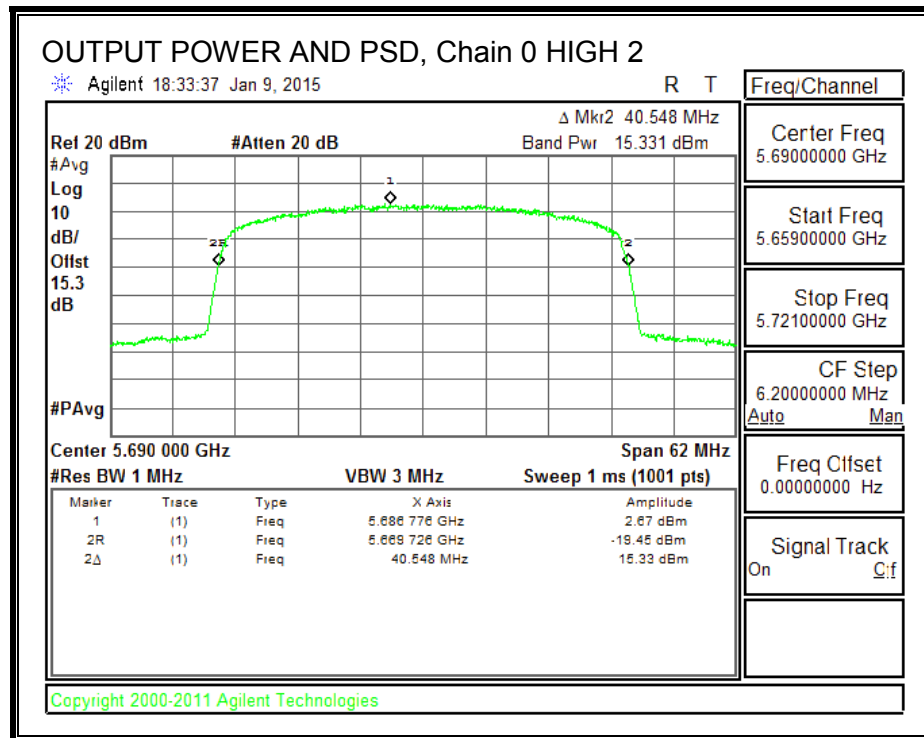 OUTPUT POWER AND PSD, Chain 0 HIGH 2
Agilent 18:33:37 Jan 9, 2015 R T
Δ Mkr2 40.548 MHz
Ref 20 dBm #Atten 20 dB Band Pwr 15.331 dBm
#Avg
Log
10
dB/
Offst
15.3
dB
#PAvg
1
2R
2
Center 5.690 000 GHz Span 62 MHz
#Res BW 1 MHz VBW 3 MHz Sweep 1 ms (1001 pts)
Marker Trace Type X Axis Amplitude
1 (1) Freq 5.686 776 GHz 2.67 dBm
2R (1) Freq 5.669 726 GHz -19.45 dBm
2Δ (1) Freq 40.548 MHz 15.33 dBm
Freq/Channel
Center Freq
5.69000000 GHz
Start Freq
5.65900000 GHz
Stop Freq
5.72100000 GHz
CF Step
6.20000000 MHz
Auto Man
Freq Offset
0.00000000 Hz
Signal Track
On Off
Copyright 2000-2011 Agilent Technologies